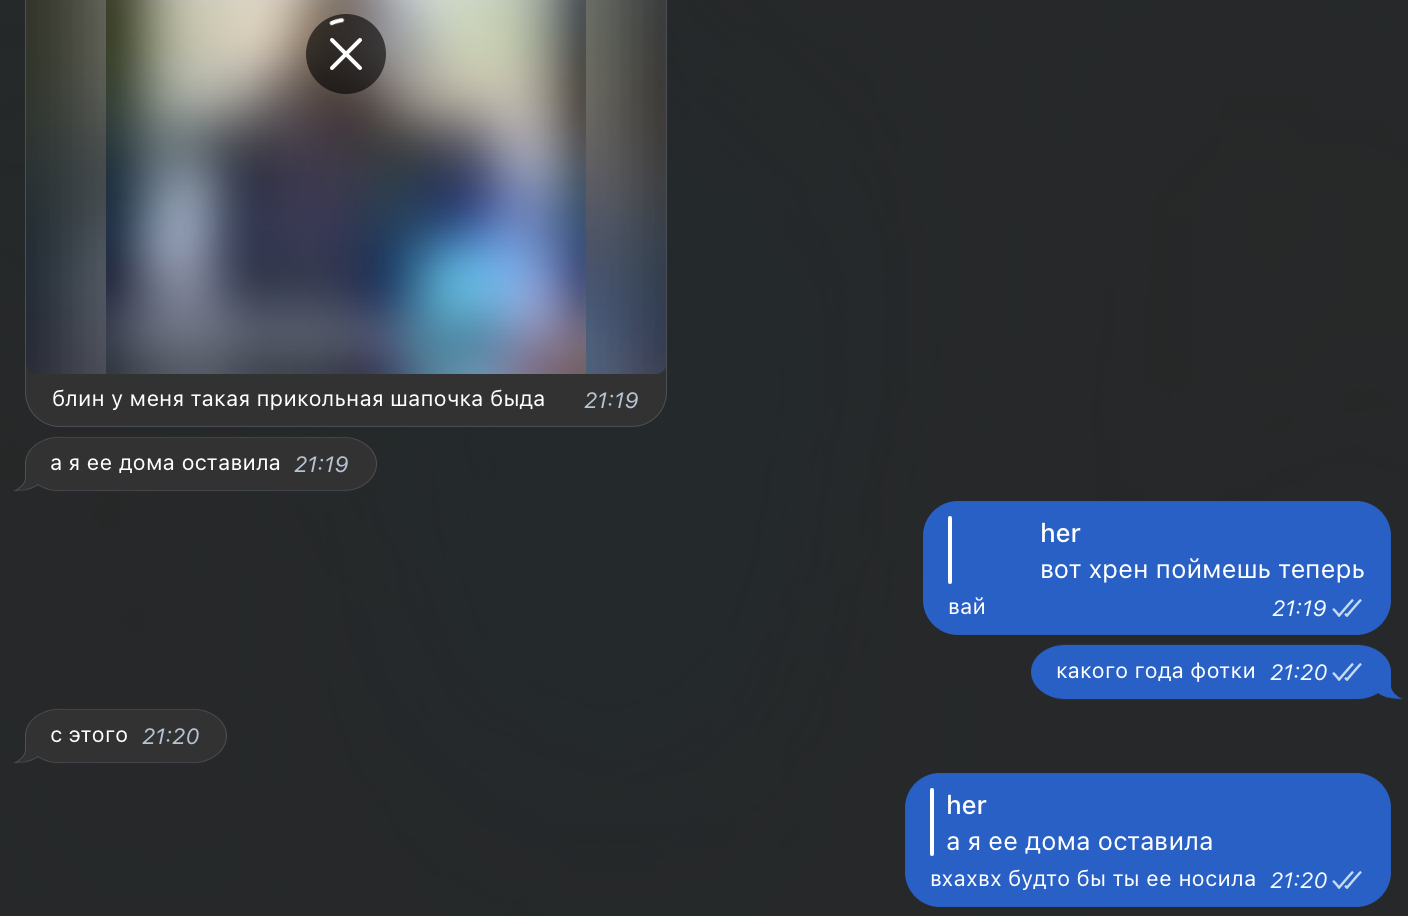 блин у меня такая прикольная шапочка быда 21:19
а я ее дома оставила 21:19
her
вот хрен поймешь теперь
вай 21:19
какого года фотки 21:20
с этого 21:20
her
а я ее дома оставила
вхахвх будто бы ты ее носила 21:20